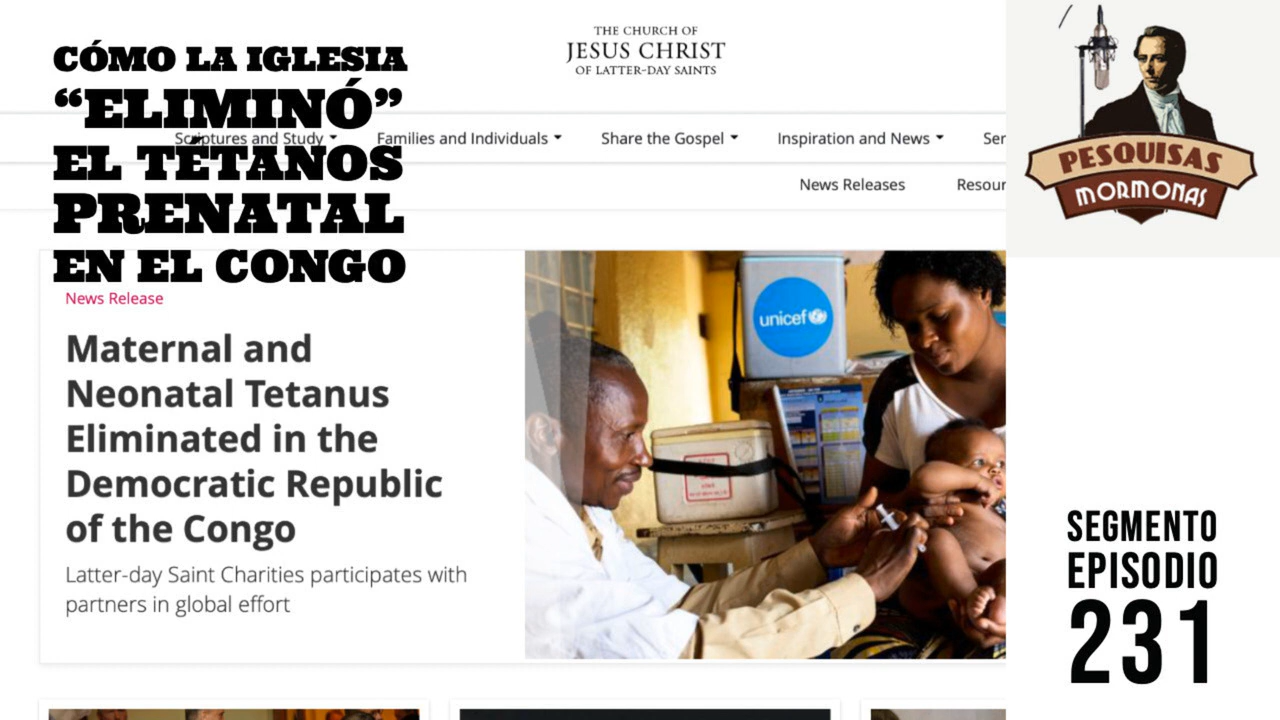 CÓMO LA IGLESIA
“ELIMINÓ”
EL TÉTANOS
PRENATAL
EN EL CONGO
THE CHURCH OF
JESUS CHRIST
OF LATTER-DAY SAINTS
Scriptures and Study
Families and Individuals
Share the Gospel
Inspiration and News
Ser
News Releases
Resour
News Release
Maternal and
Neonatal Tetanus
Eliminated in the
Democratic Republic
of the Congo
Latter-day Saint Charities participates with
partners in global effort
unicef
PESQUISAS
MORMONAS
SEGMENTO
EPISODIO
231